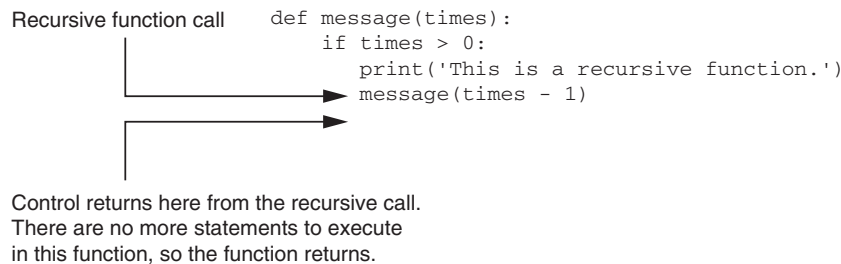 Recursive function call
def message(times):
if times > 0:
print('This is a recursive function.')
message(times - 1)
Control returns here from the recursive call.
There are no more statements to execute
in this function, so the function returns.